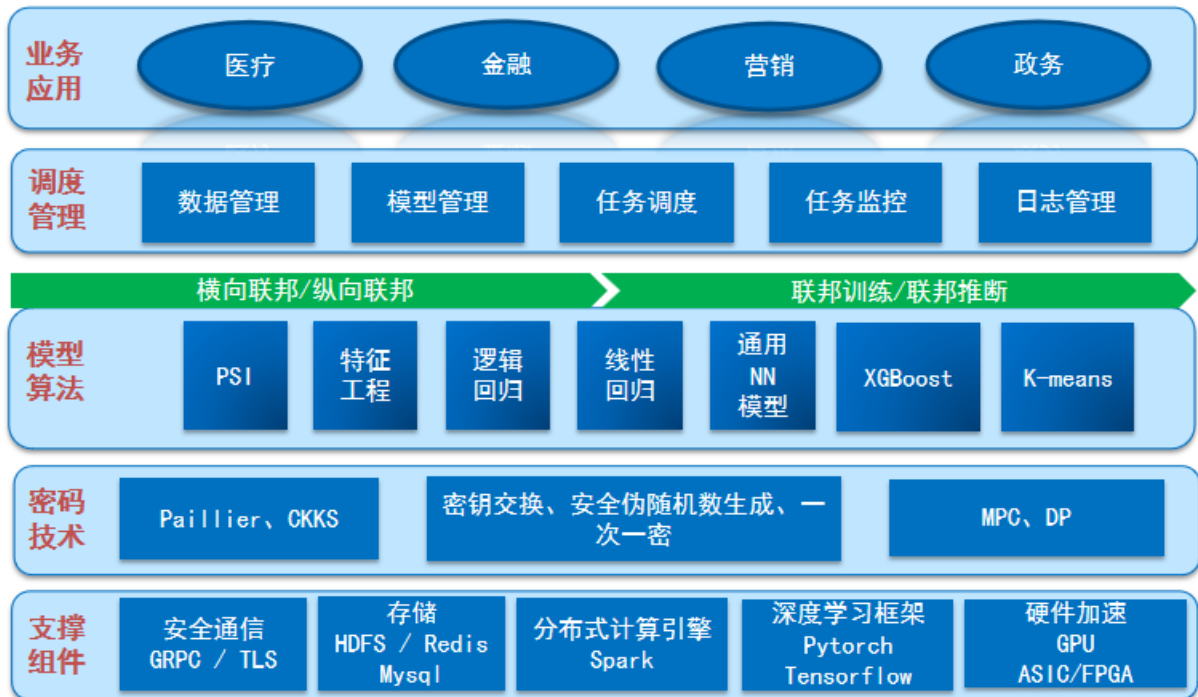 业务
应用
医疗
金融
营销
政务
调度
管理
数据管理
模型管理
任务调度
任务监控
日志管理
横向联邦/纵向联邦
联邦训练/联邦推断
模型
算法
PSI
特征
工程
逻辑
回归
线性
回归
通用
NN
模型
XGBoost
K-means
密码
技术
Paillier、CKKS
密钥交换、安全伪随机数生成、一
次一密
MPC、DP
支撑
组件
安全通信
GRPC / TLS
存储
HDFS / Redis
Mysql
分布式计算引擎
Spark
深度学习框架
Pytorch
Tensorflow
硬件加速
GPU
ASIC/FPGA